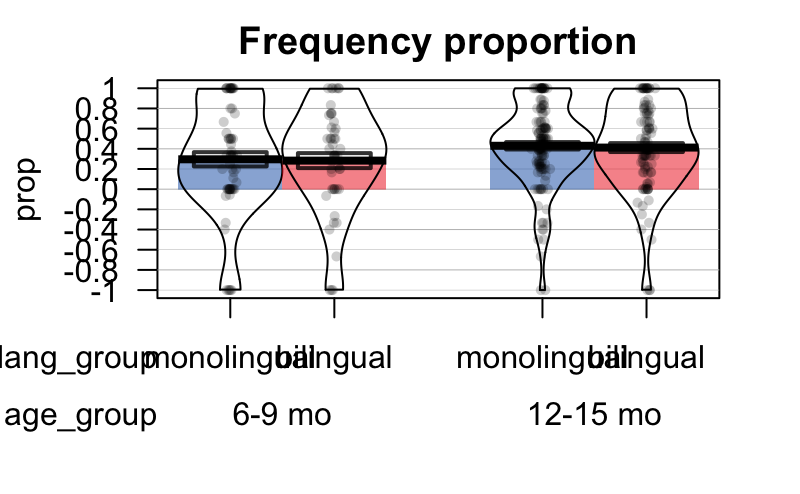 Frequency proportion
prop
1
0.8
0.6
0.4
0.2
0
-0.2
-0.4
-0.6
-0.8
-1
lang_group monolingual bilingual monolingual bilingual
age_group 6-9 mo 12-15 mo